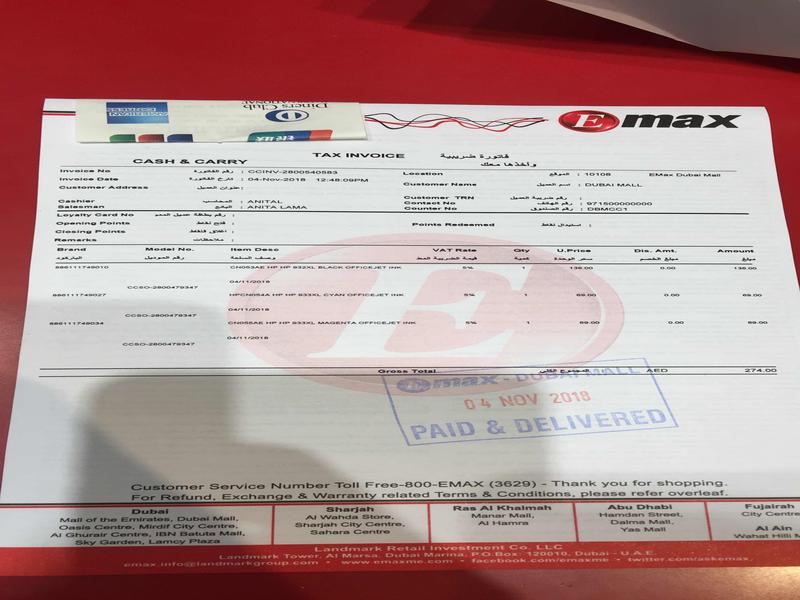 AMERICAN EXPRESS
Diners Club
INTERNATIONAL
Emax
TAX INVOICE فاتورة ضريبية
CASH & CARRY وأخذها معك
Invoice No رقم الفاتورة : CCINV-2800540583 Location الموقع : 10108 EMax Dubai Mall
Invoice Date تاريخ الفاتورة : 04-Nov-2018 12:48:09PM Customer Name اسم العميل : DUBAI MALL
Customer Address عنوان العميل :
Customer TRN رقم ضريبة العميل :
Cashier المحاسب : ANITAL Contact No رقم الهاتف : 971500000000
Salesman البائع : ANITA LAMA Counter No رقم الصندوق : DBMCC1
Loyalty Card No رقم بطاقة عميل :
Opening Points فتح نقط : Points Redeemed استبدال نقط :
Closing Points اغلاق نقط :
Remarks ملاحظات :
Brand Model No. Item Desc VAT Rate Qty U.Price Dis. Amt. Amount
الباركود رقم الموديل وصف السلعة قيمة الضريبة كمية سعر الوحدة مبلغ الخصم مبلغ
886111749010 CN053AE HP HP 932XL BLACK OFFICEJET INK 5% 1 136.00 0.00 136.00
CCSO-2800479347 04/11/2018
886111749027 HPCN054A HP HP 933XL CYAN OFFICEJET INK 5% 1 69.00 0.00 69.00
CCSO-2800479347 04/11/2018
886111749034 CN055AE HP HP 933XL MAGENTA OFFICEJET INK 5% 1 69.00 0.00 69.00
CCSO-2800479347 04/11/2018
Gross Total المجموع الكلي : AED 274.00
Emax - DUBAI MALL
04 NOV 2018
PAID & DELIVERED
Customer Service Number Toll Free-800-EMAX (3629) - Thank you for shopping.
For Refund, Exchange & Warranty related Terms & Conditions, please refer overleaf.
Dubai
Mall of the Emirates, Dubai Mall,
Oasis Centre, Mirdif City Centre,
Al Ghurair Centre, IBN Batuta Mall,
Sky Garden, Lamcy Plaza
Sharjah
Al Wahda Store,
Sharjah City Centre,
Sahara Centre
Ras Al Khaimah
Manar Mall,
Al Hamra
Abu Dhabi
Hamdan Street,
Dalma Mall,
Yas Mall
Fujairah
City Centre
Al Ain
Wahat Hilli M
Landmark Retail Investment Co. LLC
Landmark Tower, Al Marsa, Dubai Marina, P.O.Box: 120010, Dubai - U.A.E.
emax.info@landmarkgroup.com • www.emaxme.com • facebook.com/emaxme • twitter.com/askemax